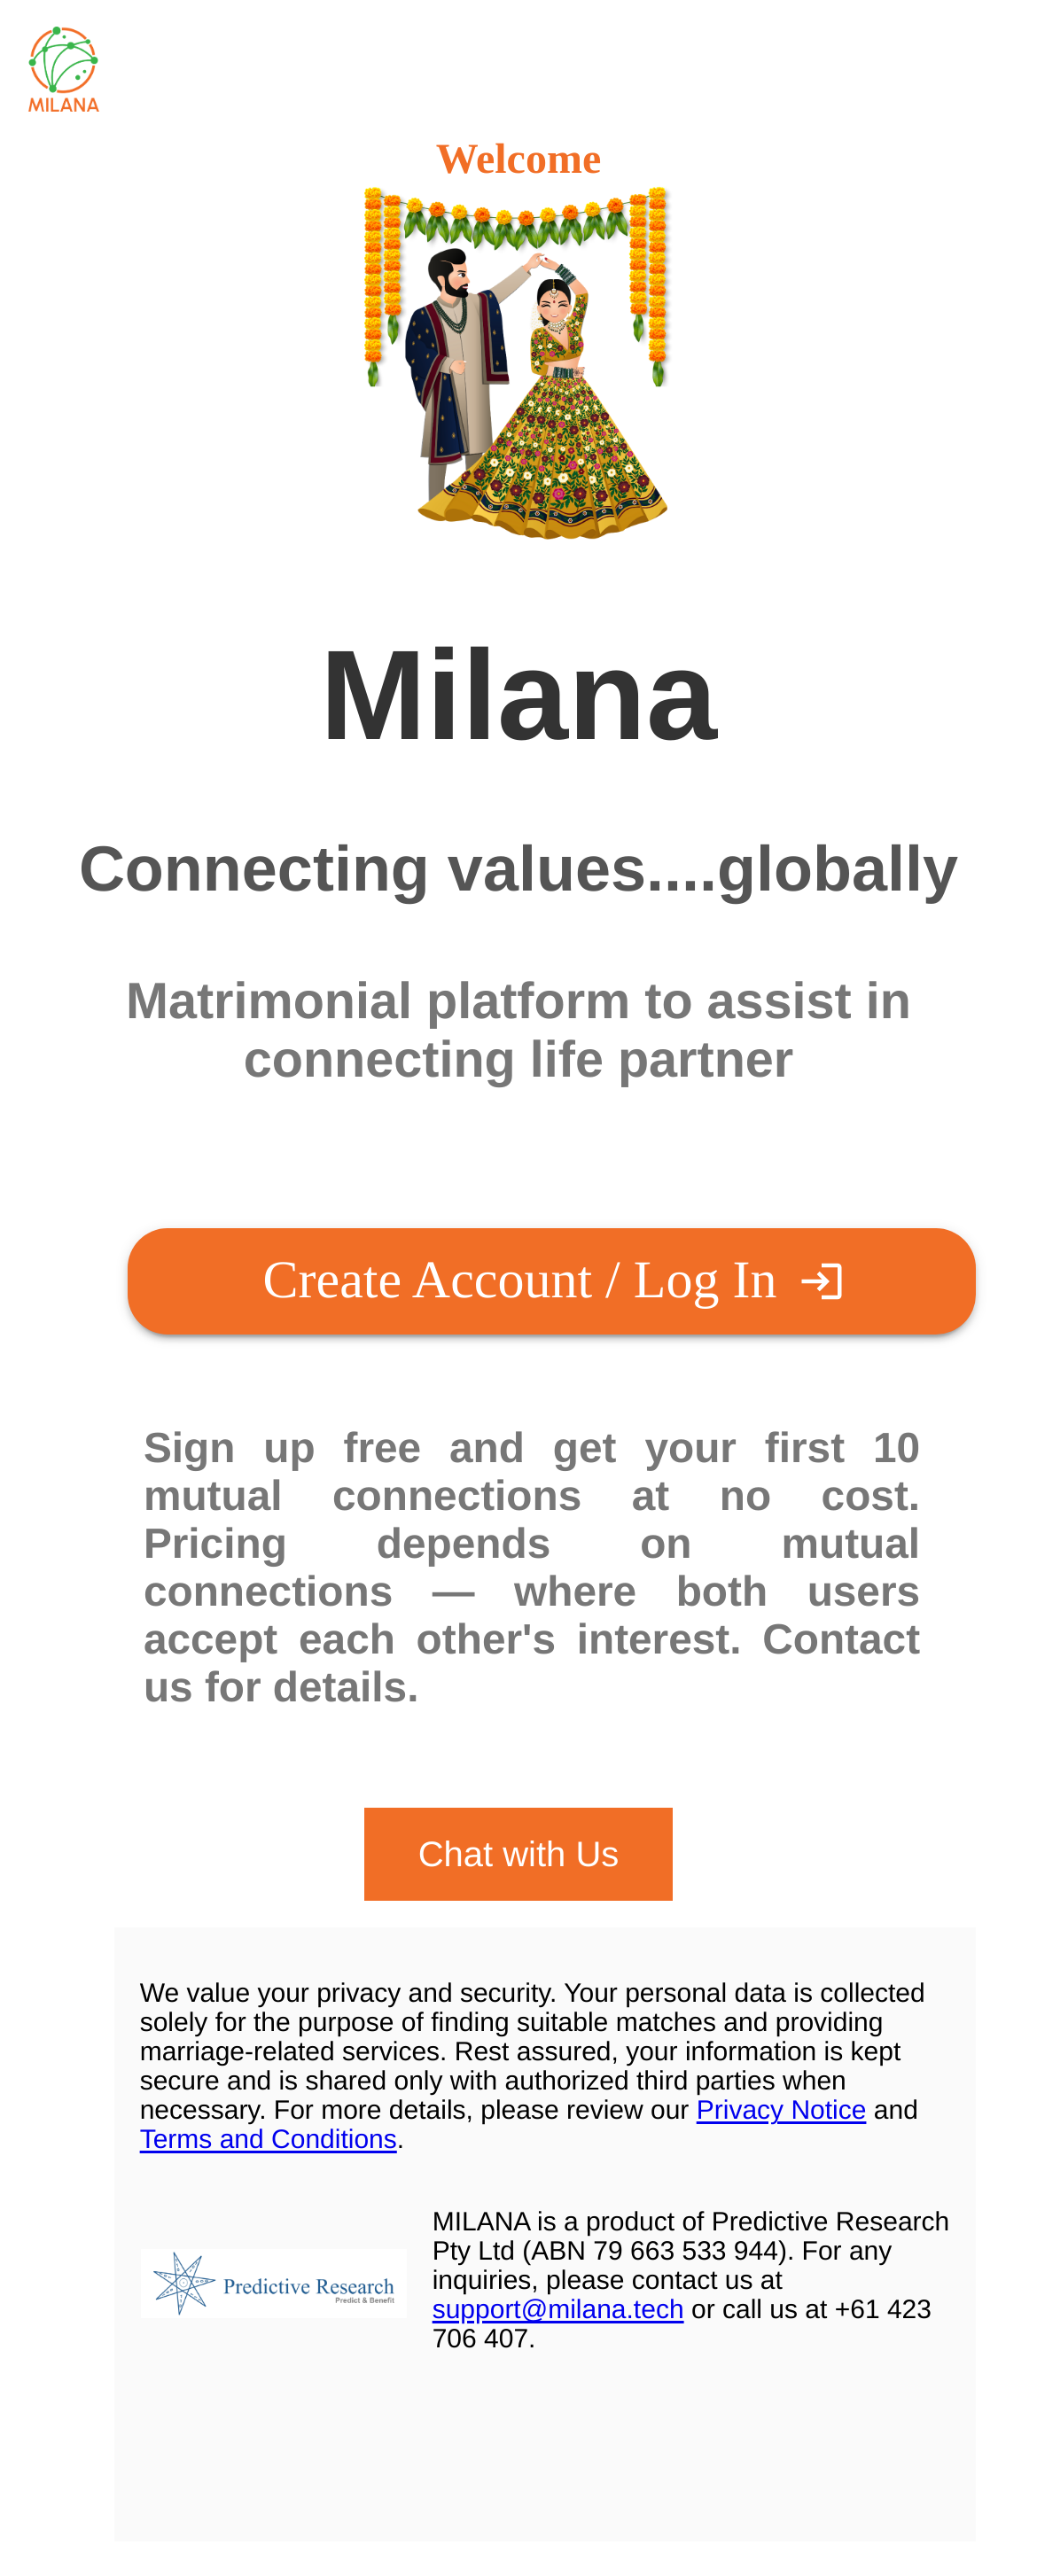 MILANA
Welcome
Milana
Connecting values....globally
Matrimonial platform to assist in
connecting life partner
Create Account / Log In
Sign up free and get your first 10
mutual connections at no cost.
Pricing depends on mutual
connections — where both users
accept each other's interest. Contact
us for details.
Chat with Us
We value your privacy and security. Your personal data is collected
solely for the purpose of finding suitable matches and providing
marriage-related services. Rest assured, your information is kept
secure and is shared only with authorized third parties when
necessary. For more details, please review our Privacy Notice and
Terms and Conditions.
Predictive Research
Predict & Benefit
MILANA is a product of Predictive Research
Pty Ltd (ABN 79 663 533 944). For any
inquiries, please contact us at
support@milana.tech or call us at +61 423
706 407.